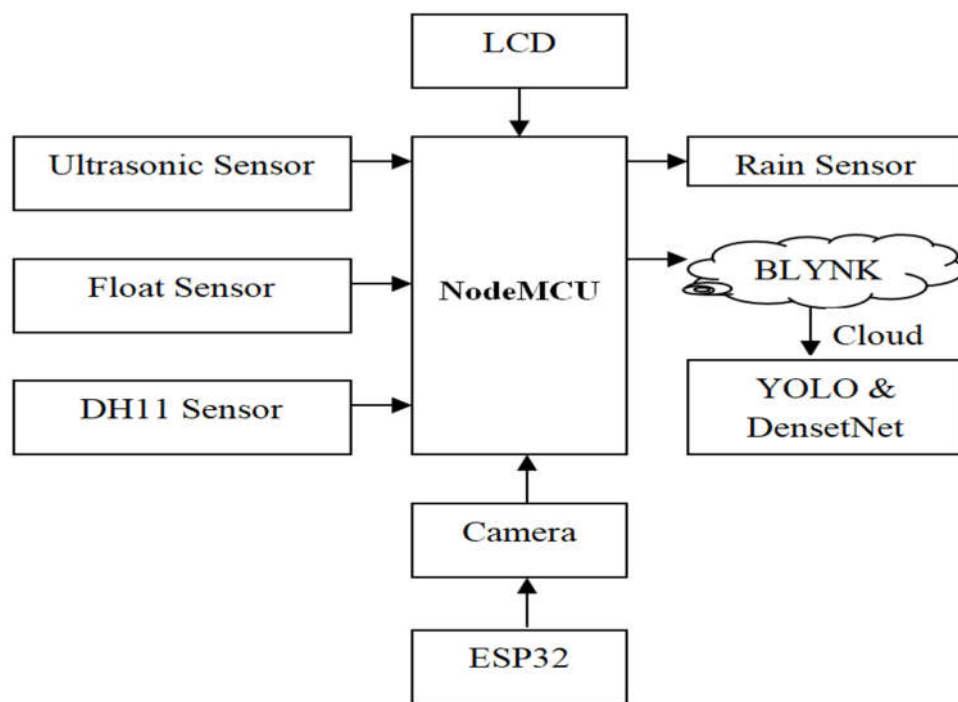 LCD
Ultrasonic Sensor
Rain Sensor
Float Sensor
NodeMCU
BLYNK
Cloud
DH11 Sensor
YOLO &
DensetNet
Camera
ESP32